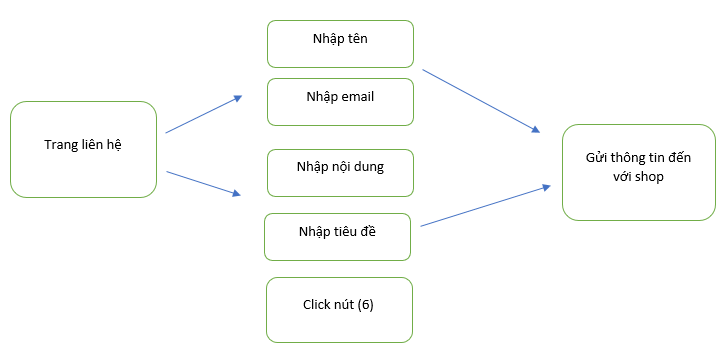 Trang liên hệ
Nhập tên
Nhập email
Nhập nội dung
Nhập tiêu đề
Click nút (6)
Gửi thông tin đến
với shop